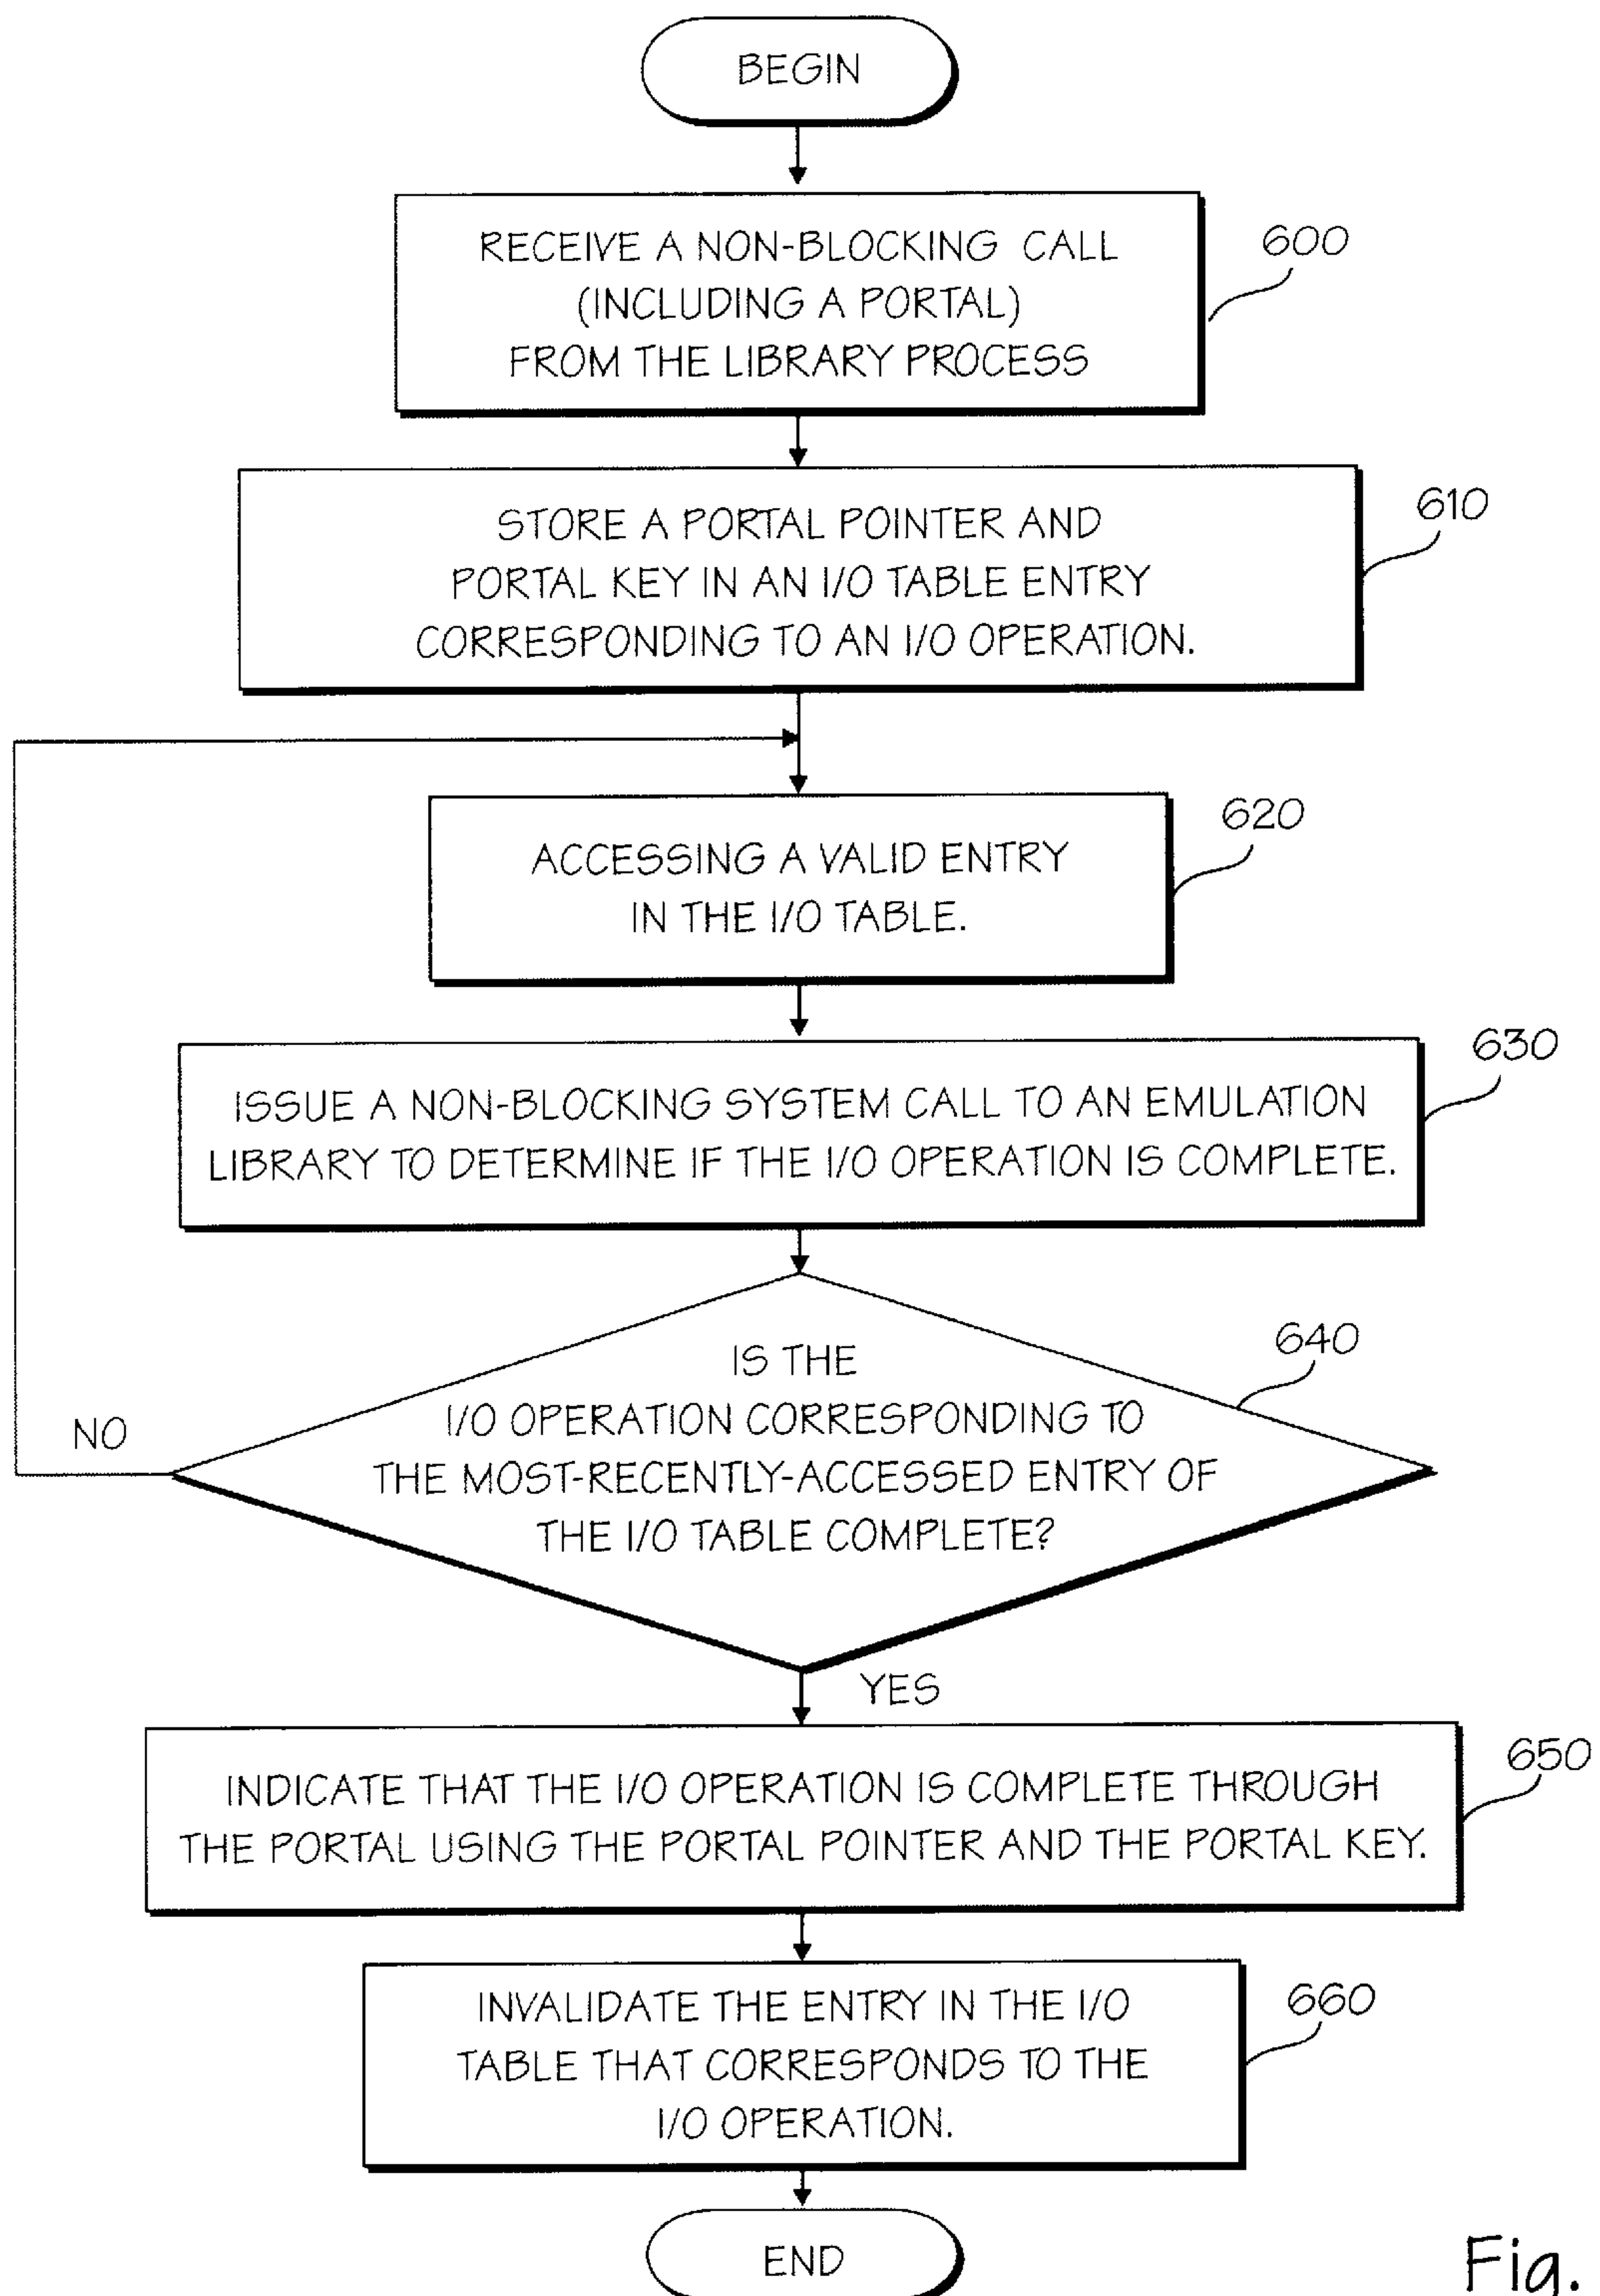 BEGIN
RECEIVE A NON-BLOCKING CALL
(INCLUDING A PORTAL)
FROM THE LIBRARY PROCESS
600
STORE A PORTAL POINTER AND
PORTAL KEY IN AN I/O TABLE ENTRY
CORRESPONDING TO AN I/O OPERATION.
610
ACCESSING A VALID ENTRY
IN THE I/O TABLE.
620
ISSUE A NON-BLOCKING SYSTEM CALL TO AN EMULATION
LIBRARY TO DETERMINE IF THE I/O OPERATION IS COMPLETE.
630
IS THE
I/O OPERATION CORRESPONDING TO
THE MOST-RECENTLY-ACCESSED ENTRY OF
THE I/O TABLE COMPLETE?
640
NO
YES
INDICATE THAT THE I/O OPERATION IS COMPLETE THROUGH
THE PORTAL USING THE PORTAL POINTER AND THE PORTAL KEY.
650
INVALIDATE THE ENTRY IN THE I/O
TABLE THAT CORRESPONDS TO THE
I/O OPERATION.
660
END
Fig.